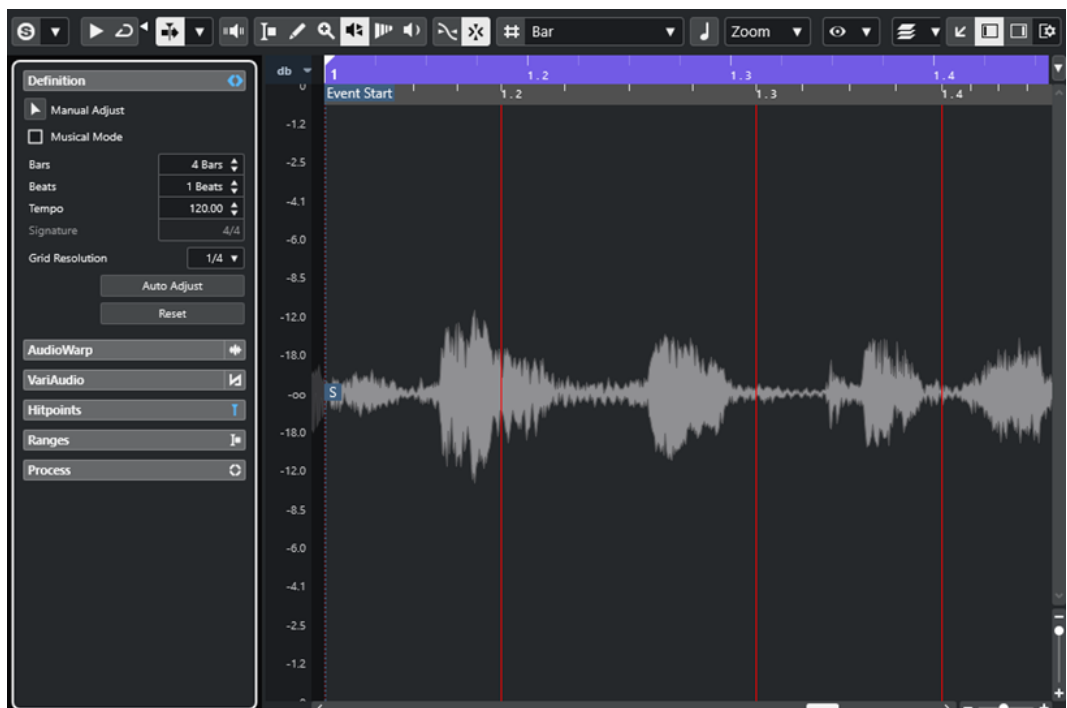 Bar
Zoom
Definition
Manual Adjust
Musical Mode
Bars 4 Bars
Beats 1 Beats
Tempo 120.00
Signature 4/4
Grid Resolution 1/4
Auto Adjust
Reset
AudioWarp
VariAudio
Hitpoints
Ranges
Process
db
1 1.2 1.3 1.4
Event Start 1.2 1.3 1.4
0
-1.2
-2.5
-4.1
-6.0
-8.5
-12.0
-18.0
-oo
S
-18.0
-12.0
-8.5
-6.0
-4.1
-2.5
-1.2